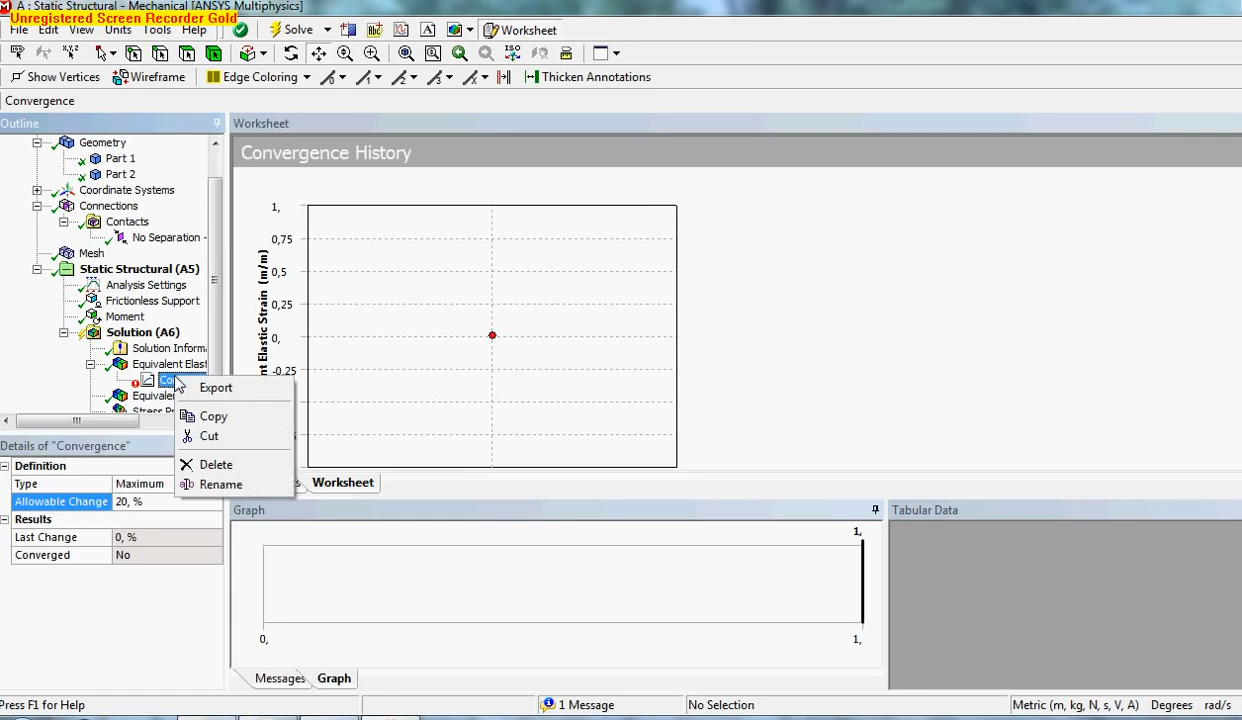 A : Static Structural - Mechanical [ANSYS Multiphysics]
Unregistered Screen Recorder Gold
File Edit View Units Tools Help Solve Worksheet
Show Vertices Wireframe Edge Coloring Thicken Annotations
Convergence
Outline
Geometry
Part 1
Part 2
Coordinate Systems
Connections
Contacts
No Separation -
Mesh
Static Structural (A5)
Analysis Settings
Frictionless Support
Moment
Solution (A6)
Solution Inform
Equivalent Elast
Export
Copy
Cut
Delete
Rename
Details of "Convergence"
Definition
Type Maximum
Allowable Change 20, %
Results
Last Change 0, %
Converged No
Worksheet
Convergence History
1,
0,75
0,5
0,25
0,
-0,25
nt Elastic Strain (m/m)
Worksheet
Graph
1,
0, 1,
Messages Graph
Tabular Data
Press F1 for Help 1 Message No Selection Metric (m, kg, N, s, V, A) Degrees rad/s